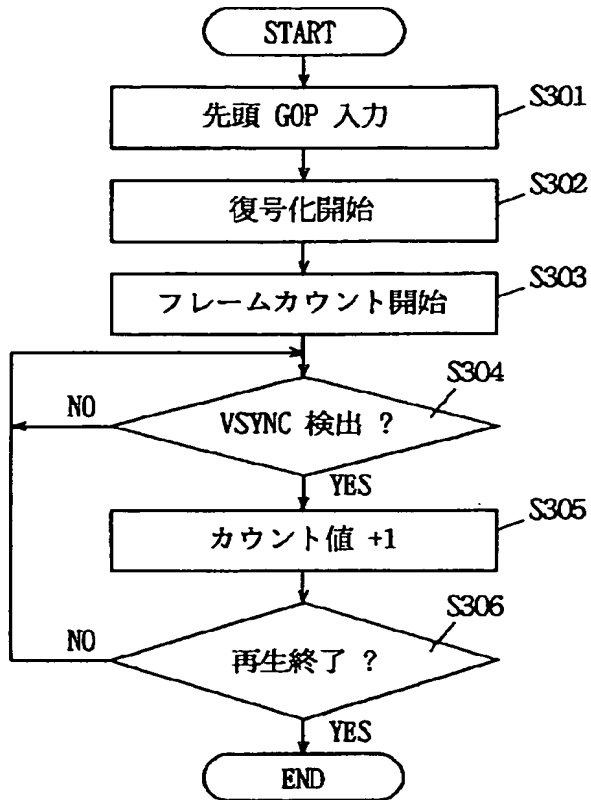 START
先頭 GOP 入力
S301
復号化開始
S302
フレームカウント開始
S303
VSYNC 検出 ?
S304
NO
YES
カウント値 +1
S305
再生終了 ?
S306
NO
YES
END